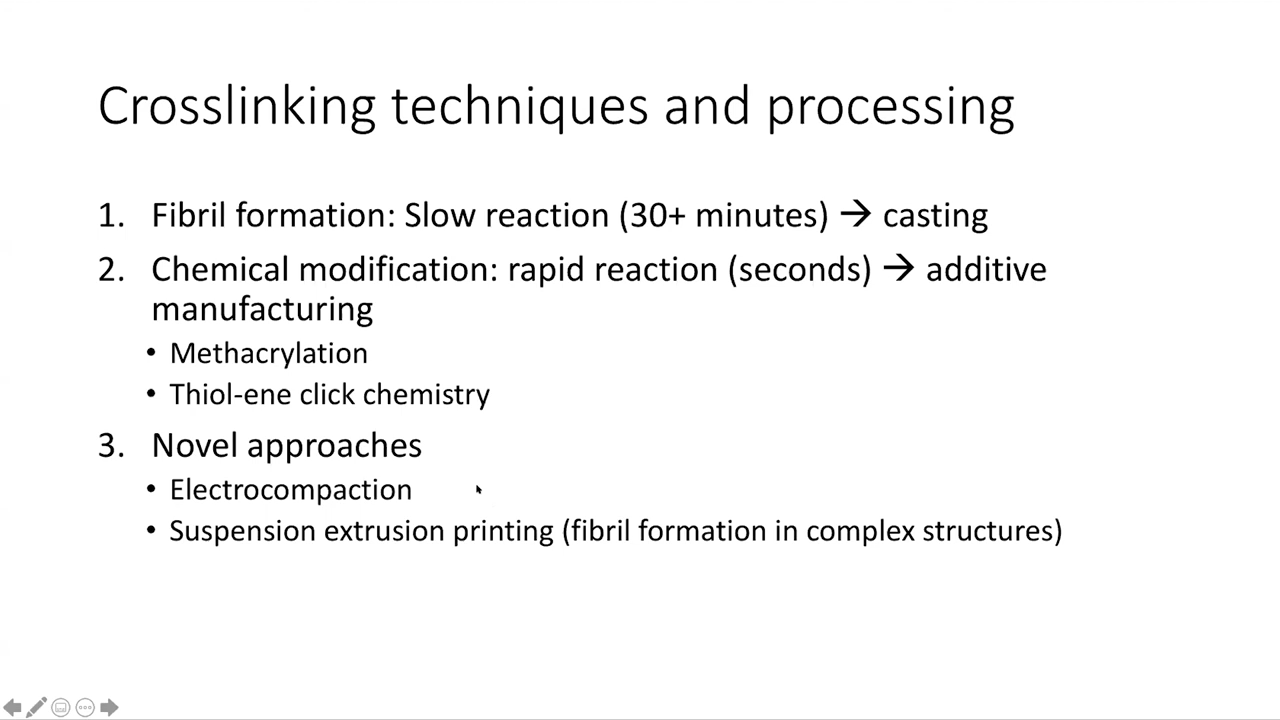 Crosslinking techniques and processing
1. Fibril formation: Slow reaction (30+ minutes) → casting
2. Chemical modification: rapid reaction (seconds) → additive
manufacturing
• Methacrylation
• Thiol-ene click chemistry
3. Novel approaches
• Electrocompaction
• Suspension extrusion printing (fibril formation in complex structures)